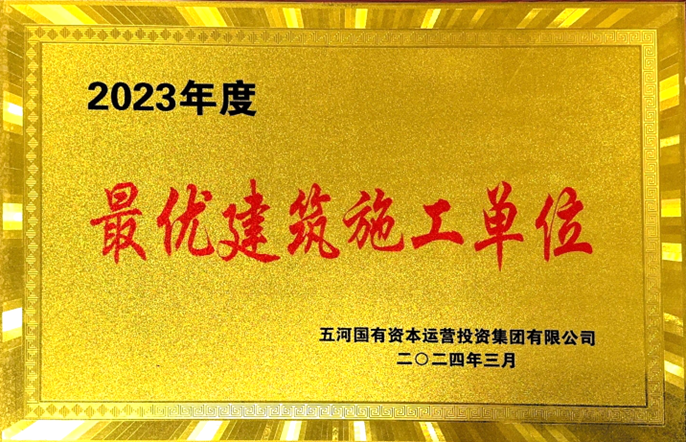 2023年度
最优建筑施工单位
五河国有资本运营投资集团有限公司
二〇二四年三月